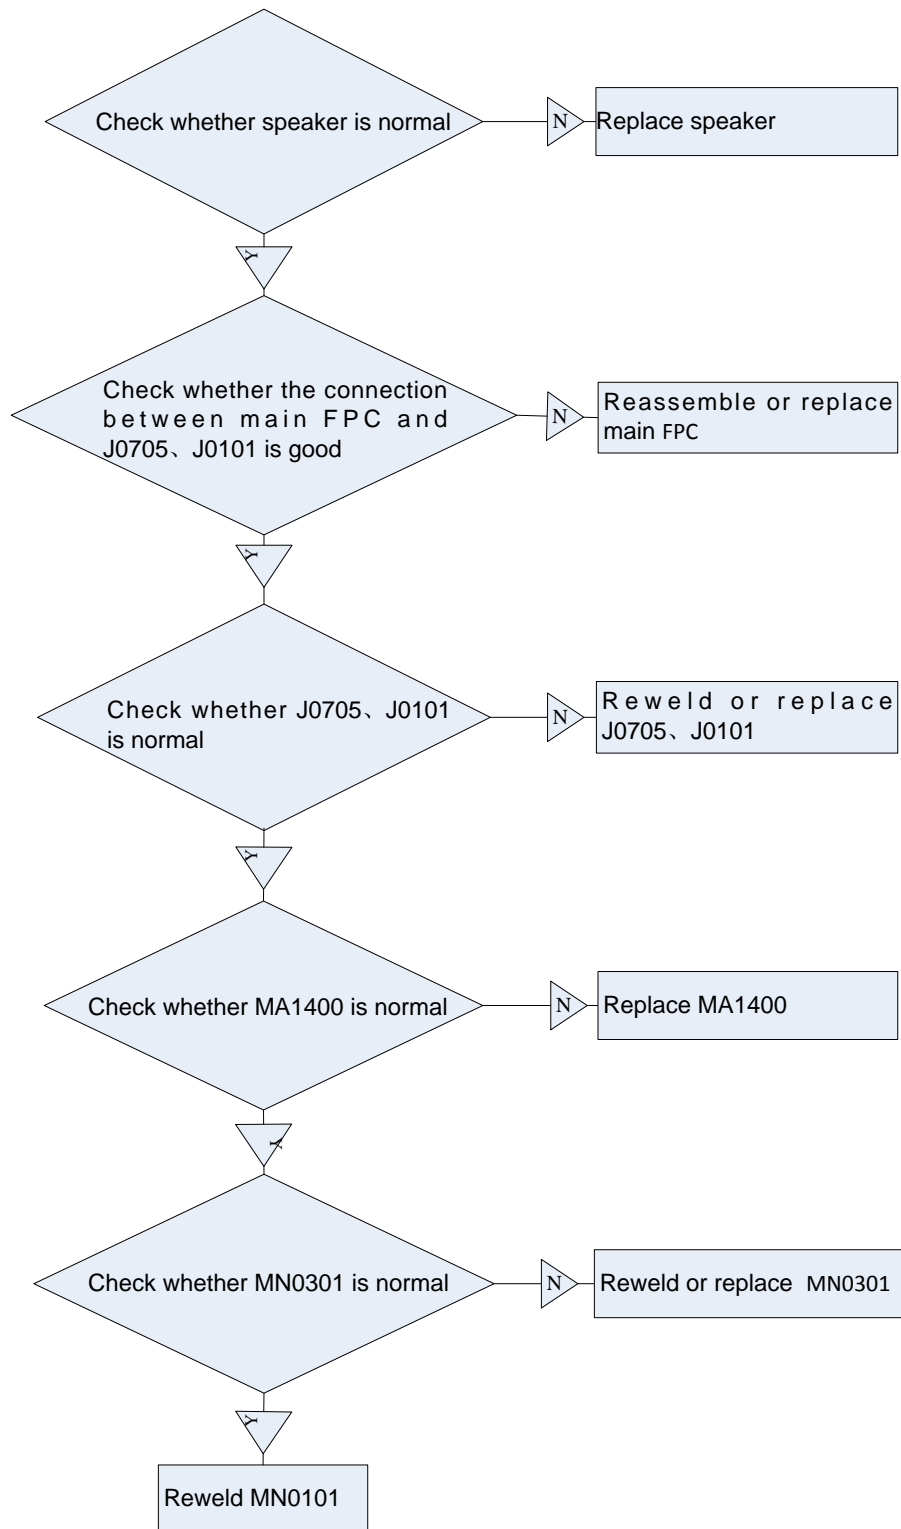 Check whether speaker is normal
N
Replace speaker
Y
Check whether the connection
between main FPC and
J0705、J0101 is good
N
Reassemble or replace
main FPC
Y
Check whether J0705、J0101
is normal
N
Reweld or replace
J0705、J0101
Y
Check whether MA1400 is normal
N
Replace MA1400
Y
Check whether MN0301 is normal
N
Reweld or replace MN0301
Y
Reweld MN0101